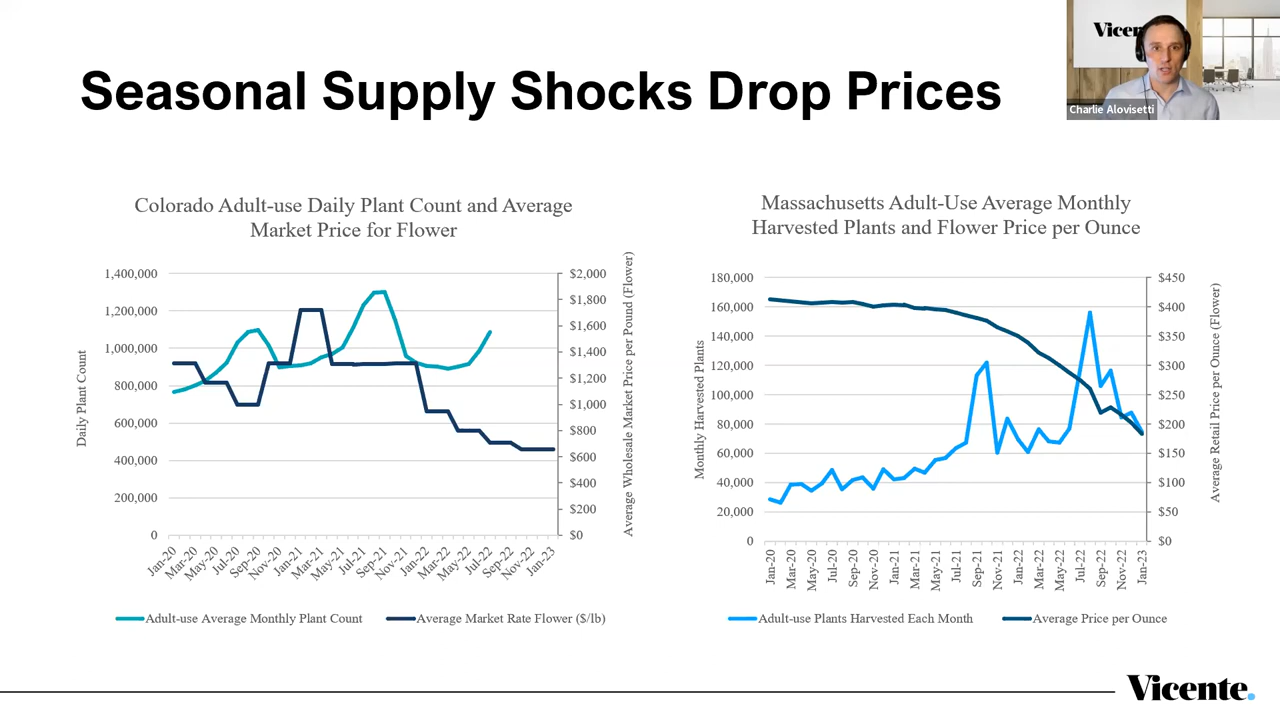 Vicen
Charlie Alovisetti
Seasonal Supply Shocks Drop Prices
Colorado Adult-use Daily Plant Count and Average
Market Price for Flower
Daily Plant Count
1,400,000
1,200,000
1,000,000
800,000
600,000
400,000
200,000
0
$2,000
$1,800
$1,600
$1,400
$1,200
$1,000
$800
$600
$400
$200
$0
Average Wholesale Market Price per Pound (Flower)
Jan-20
Mar-20
May-20
Jul-20
Sep-20
Nov-20
Jan-21
Mar-21
May-21
Jul-21
Sep-21
Nov-21
Jan-22
Mar-22
May-22
Jul-22
Sep-22
Nov-22
Jan-23
Adult-use Average Monthly Plant Count
Average Market Rate Flower ($/lb)
Massachusetts Adult-Use Average Monthly
Harvested Plants and Flower Price per Ounce
Monthly Harvested Plants
180,000
160,000
140,000
120,000
100,000
80,000
60,000
40,000
20,000
0
$450
$400
$350
$300
$250
$200
$150
$100
$50
$0
Average Retail Price per Ounce (Flower)
Jan-20
Mar-20
May-20
Jul-20
Sep-20
Nov-20
Jan-21
Mar-21
May-21
Jul-21
Sep-21
Nov-21
Jan-22
Mar-22
May-22
Jul-22
Sep-22
Nov-22
Jan-23
Adult-use Plants Harvested Each Month
Average Price per Ounce
Vicente.